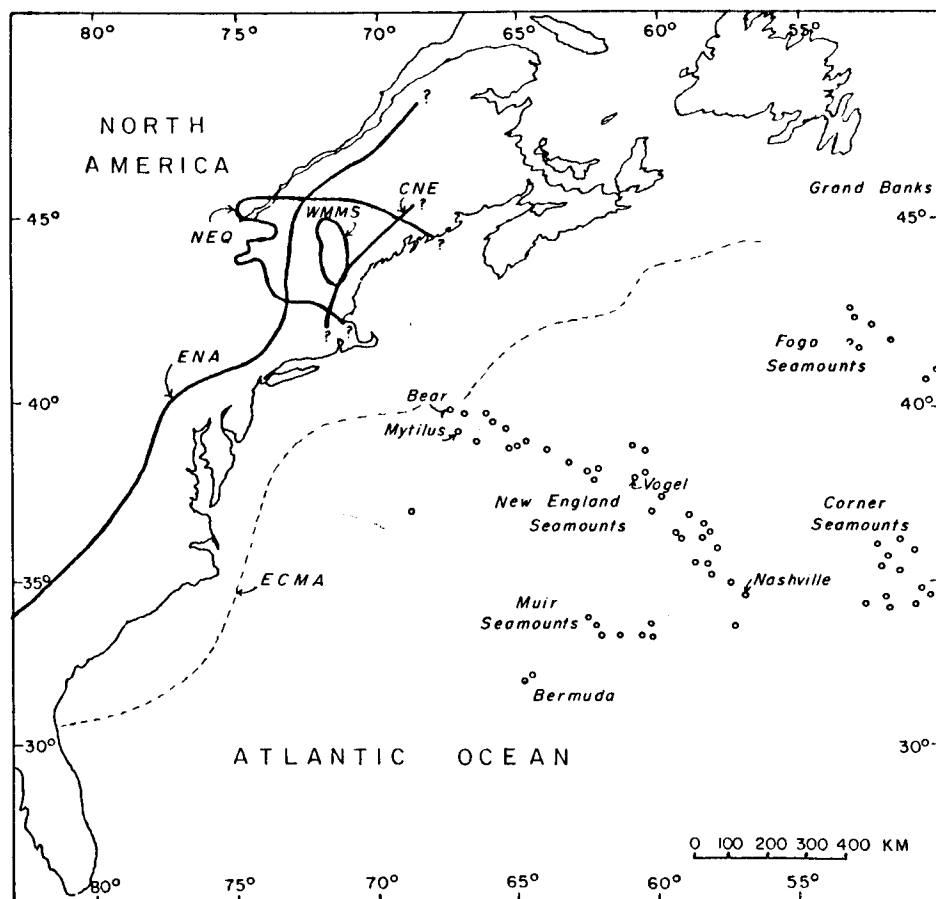 80° 75° 70° 65° 60° 55°
NORTH
AMERICA
?
CNE
?
WMMS
Grand Banks
45° 45°
NEQ
?
? ?
ENA
Fogo
Seamounts
Bear
40° 40°
Mytilus
Vogel
New England
Seamounts
Corner
Seamounts
35° 35°
ECMA
Nashville
Muir
Seamounts
Bermuda
30° 30°
ATLANTIC OCEAN
0 100 200 300 400 KM
80° 75° 70° 65° 60° 55°